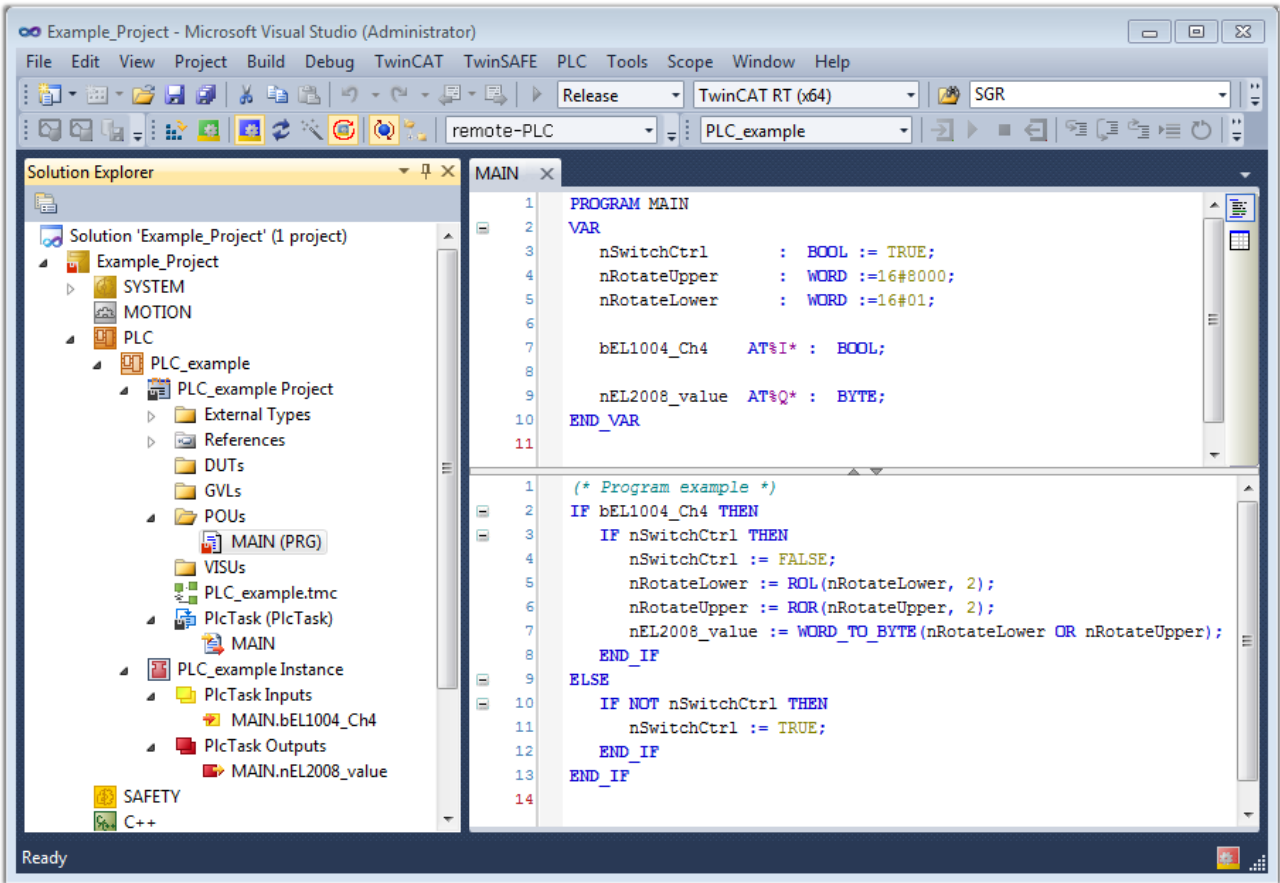 Example_Project - Microsoft Visual Studio (Administrator)
File Edit View Project Build Debug TwinCAT TwinSAFE PLC Tools Scope Window Help
Release TwinCAT RT (x64) SGR
remote-PLC PLC_example
Solution Explorer
Solution 'Example_Project' (1 project)
Example_Project
SYSTEM
MOTION
PLC
PLC_example
PLC_example Project
External Types
References
DUTs
GVLs
POUs
MAIN (PRG)
VISUs
PLC_example.tmc
PlcTask (PlcTask)
MAIN
PLC_example Instance
PlcTask Inputs
MAIN.bEL1004_Ch4
PlcTask Outputs
MAIN.nEL2008_value
SAFETY
C++
MAIN
1 PROGRAM MAIN
2 VAR
3 nSwitchCtrl : BOOL := TRUE;
4 nRotateUpper : WORD :=16#8000;
5 nRotateLower : WORD :=16#01;
6
7 bEL1004_Ch4 AT%I* : BOOL;
8
9 nEL2008_value AT%Q* : BYTE;
10 END_VAR
11
1 (* Program example *)
2 IF bEL1004_Ch4 THEN
3 IF nSwitchCtrl THEN
4 nSwitchCtrl := FALSE;
5 nRotateLower := ROL(nRotateLower, 2);
6 nRotateUpper := ROR(nRotateUpper, 2);
7 nEL2008_value := WORD_TO_BYTE(nRotateLower OR nRotateUpper);
8 END_IF
9 ELSE
10 IF NOT nSwitchCtrl THEN
11 nSwitchCtrl := TRUE;
12 END_IF
13 END_IF
14
Ready